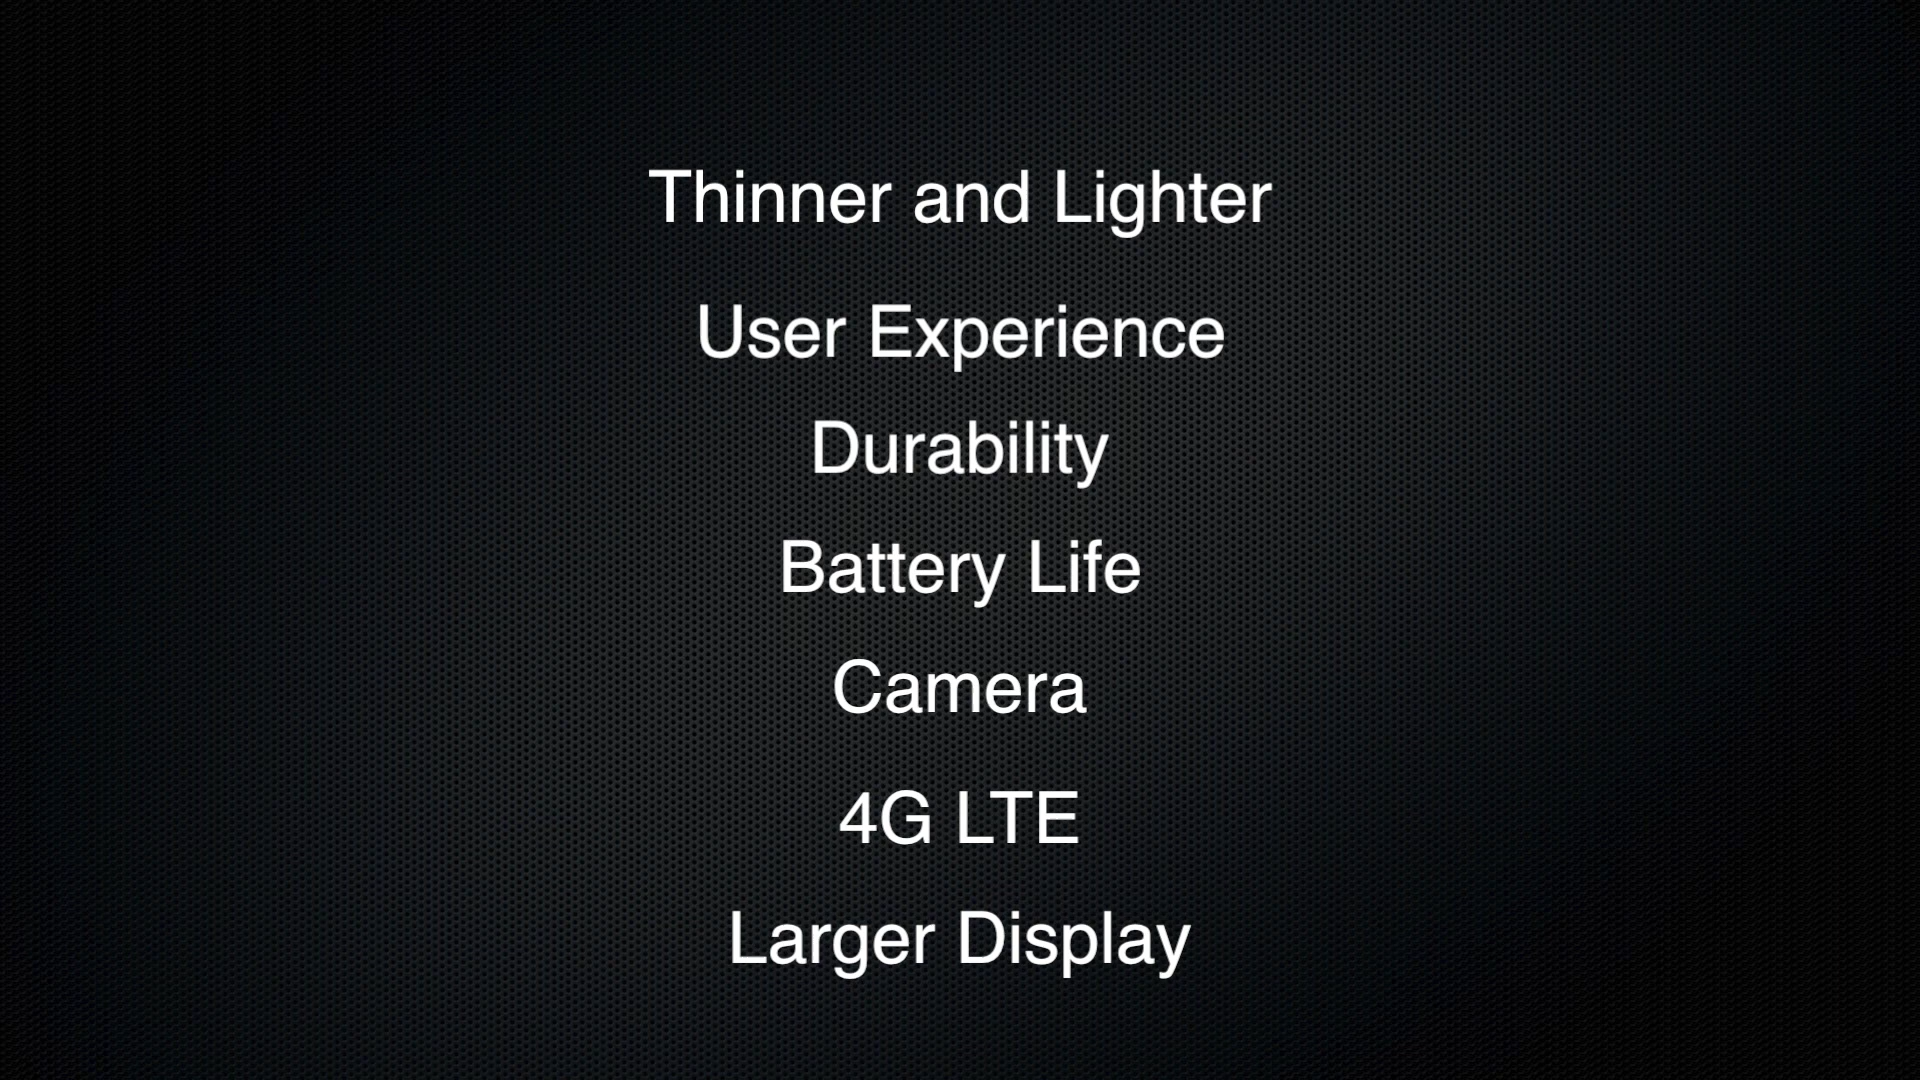 Thinner and Lighter
User Experience
Durability
Battery Life
Camera
4G LTE
Larger Display